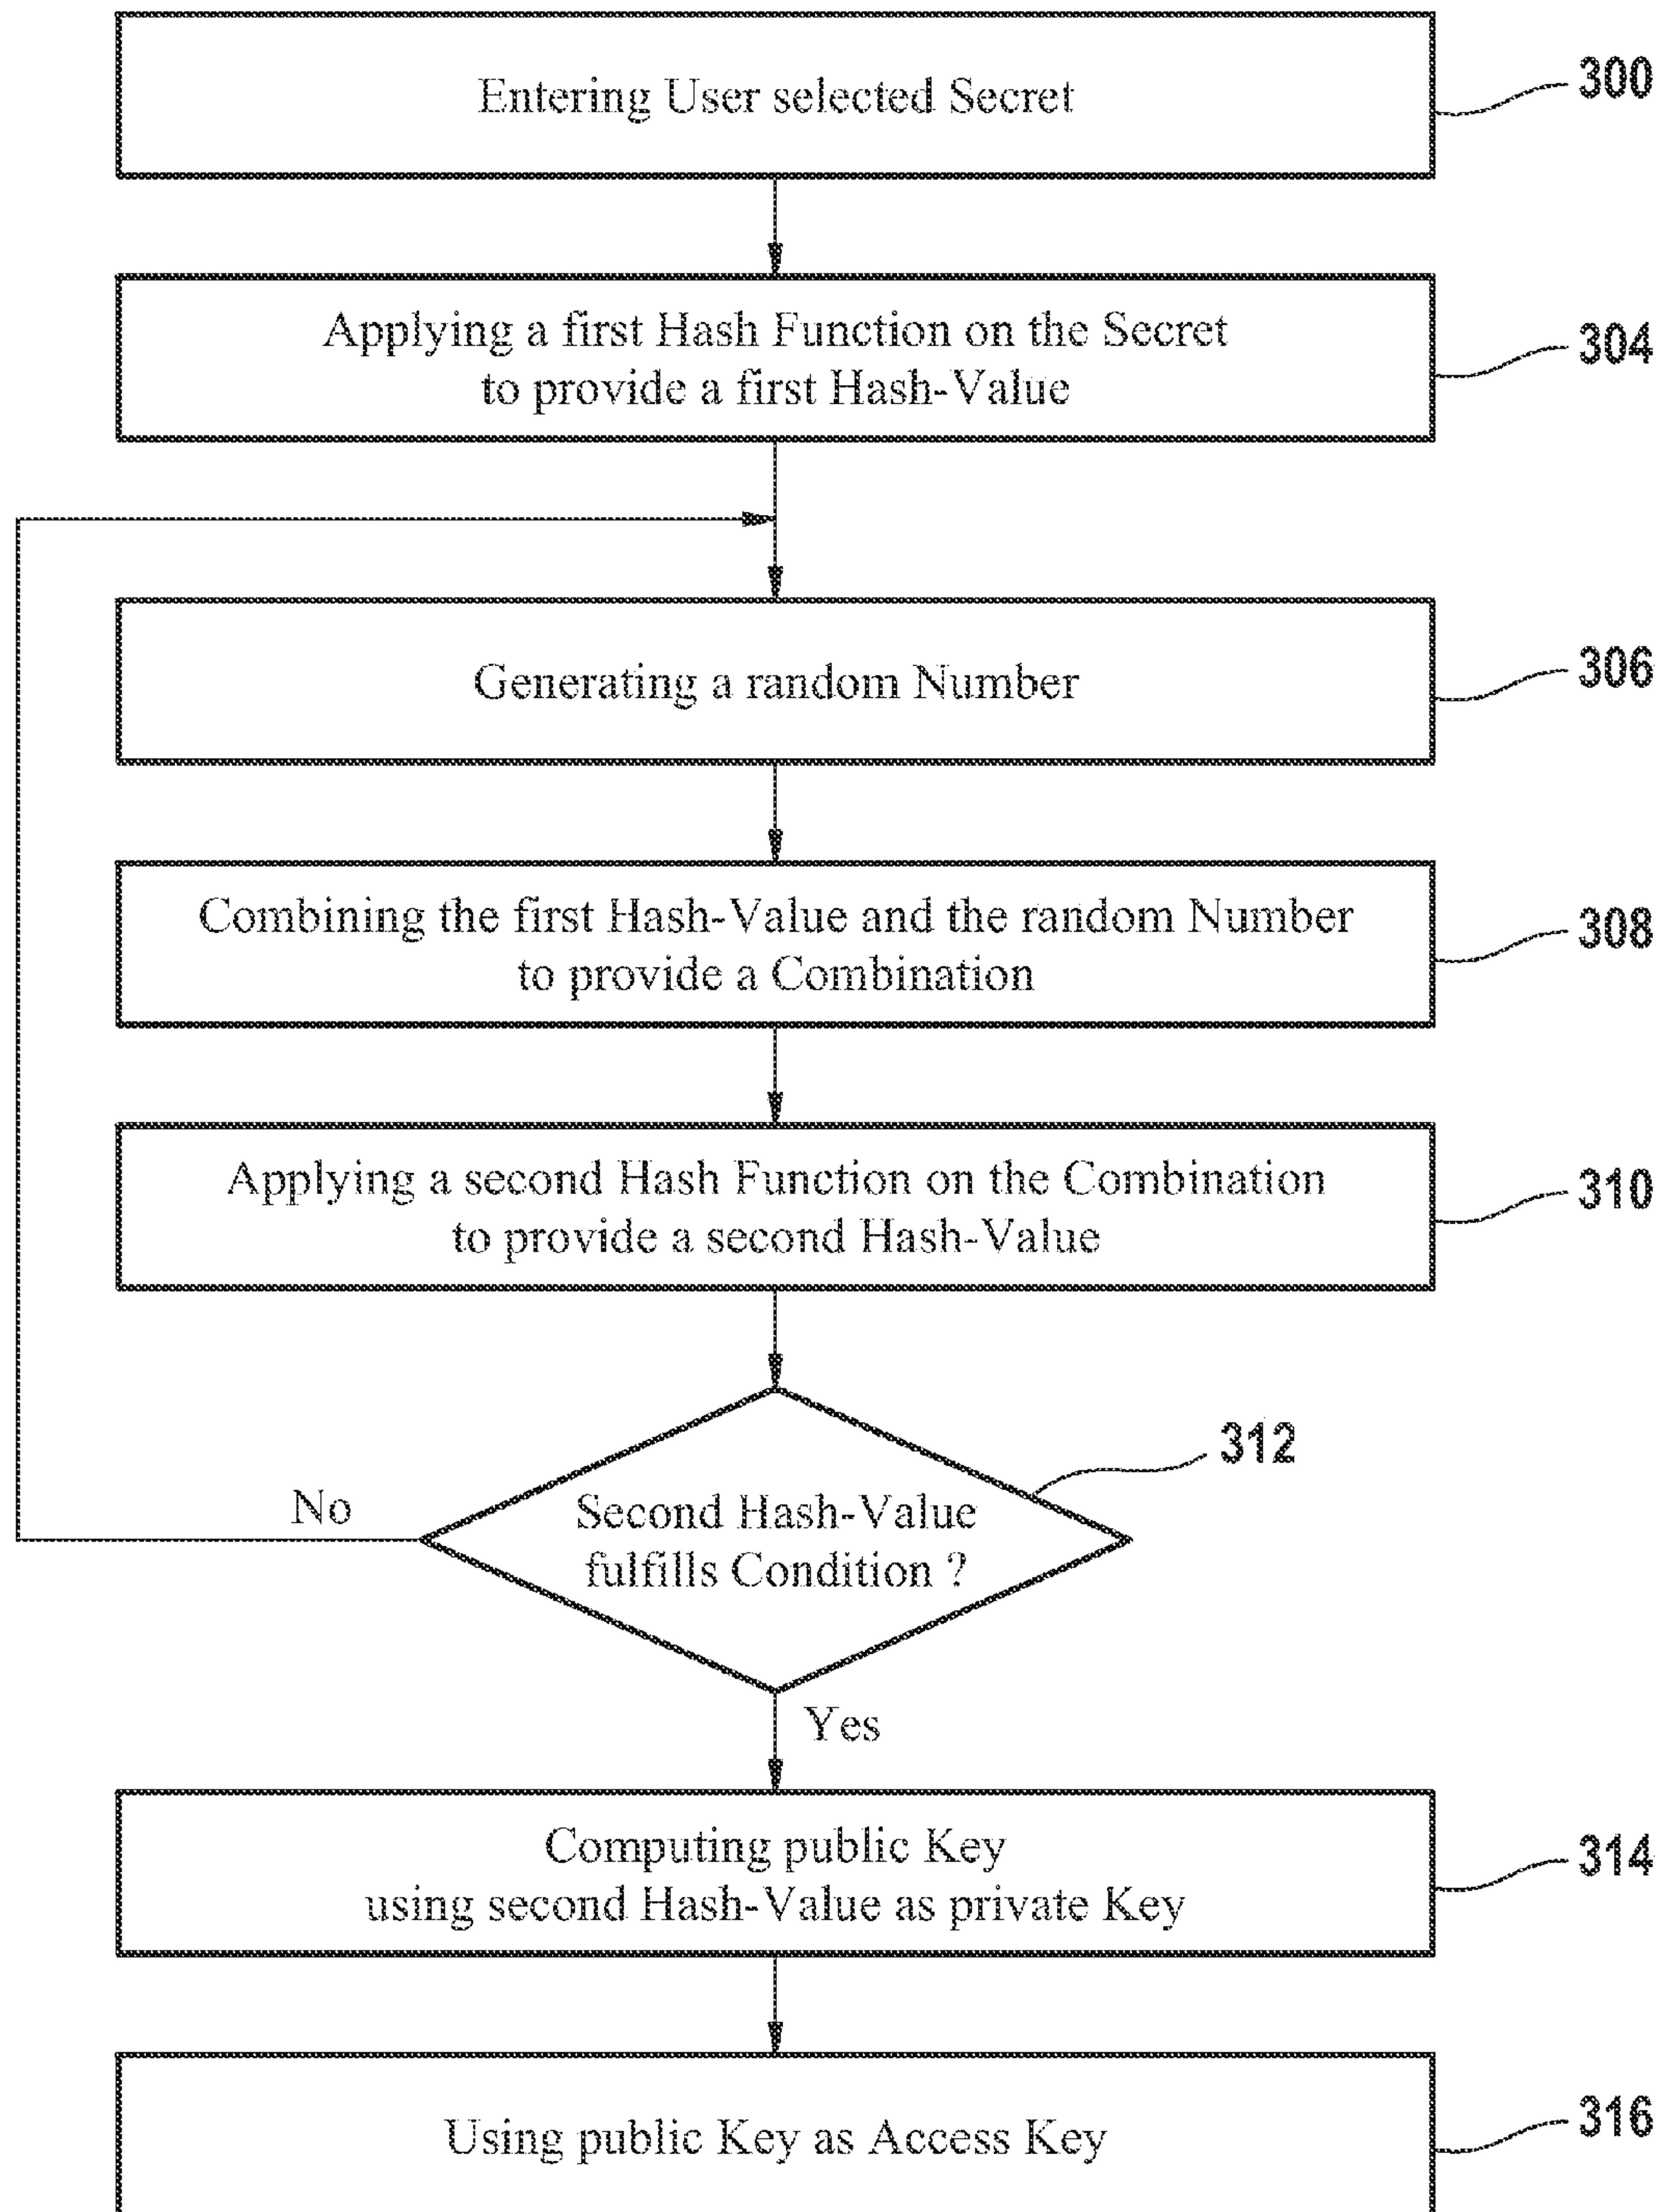 Entering User selected Secret
300
Applying a first Hash Function on the Secret
to provide a first Hash-Value
304
Generating a random Number
306
Combining the first Hash-Value and the random Number
to provide a Combination
308
Applying a second Hash Function on the Combination
to provide a second Hash-Value
310
312
No
Second Hash-Value
fulfills Condition ?
Yes
Computing public Key
using second Hash-Value as private Key
314
Using public Key as Access Key
316